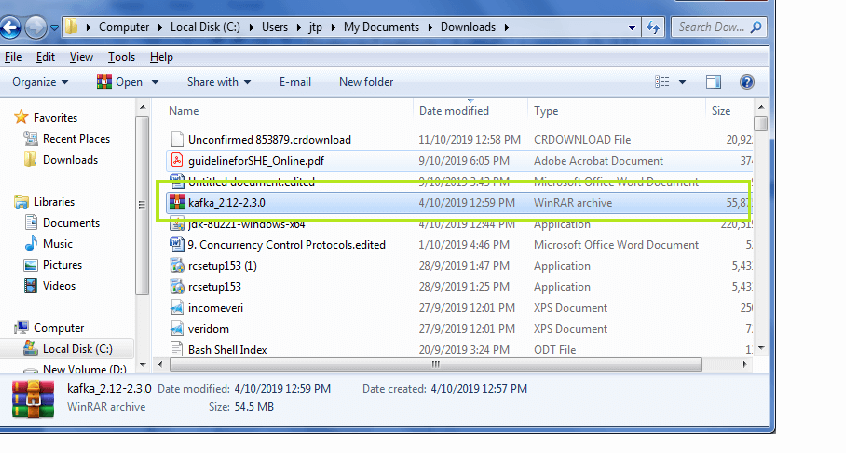 Computer Local Disk (C:) Users jtp My Documents Downloads Search Dow...
File Edit View Tools Help
Organize Open Share with E-mail New folder
Name Date modified Type Size
Favorites
Recent Places
Downloads
Libraries
Documents
Music
Pictures
Videos
Computer
Local Disk (C:)
New Volume (D:)
Unconfirmed 853879.crdownload 11/10/2019 12:58 PM CRDOWNLOAD File 20,92
guidelineforSHE_Online.pdf 9/10/2019 6:05 PM Adobe Acrobat Document 374
Untitled document.edited 9/10/2019 3:43 PM Microsoft Office Word Document
kafka_2.12-2.3.0 4/10/2019 12:59 PM WinRAR archive 55,87
jdk-8u221-windows-x64 4/10/2019 12:44 PM Application 220,51
9. Concurrency Control Protocols.edited 1/10/2019 4:46 PM Microsoft Office Word Document 5
rcsetup153 (1) 28/9/2019 1:47 PM Application 5,43
rcsetup153 28/9/2019 1:25 PM Application 5,43
incomeveri 27/9/2019 12:01 PM XPS Document 25
veridom 27/9/2019 12:01 PM XPS Document 7
Bash Shell Index 20/9/2019 3:24 PM ODT File 1
kafka_2.12-2.3.0 Date modified: 4/10/2019 12:59 PM Date created: 4/10/2019 12:57 PM
WinRAR archive Size: 54.5 MB